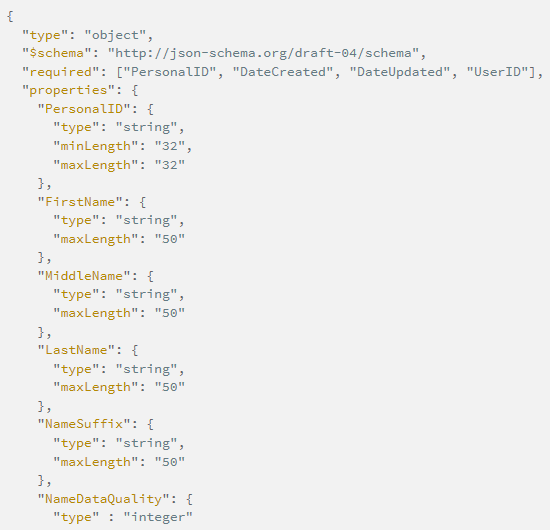 {
  "type": "object",
  "$schema": "http://json-schema.org/draft-04/schema",
  "required": ["PersonalID", "DateCreated", "DateUpdated", "UserID"],
  "properties": {
    "PersonalID": {
      "type": "string",
      "minLength": "32",
      "maxLength": "32"
    },
    "FirstName": {
      "type": "string",
      "maxLength": "50"
    },
    "MiddleName": {
      "type": "string",
      "maxLength": "50"
    },
    "LastName": {
      "type": "string",
      "maxLength": "50"
    },
    "NameSuffix": {
      "type": "string",
      "maxLength": "50"
    },
    "NameDataQuality": {
      "type" : "integer"